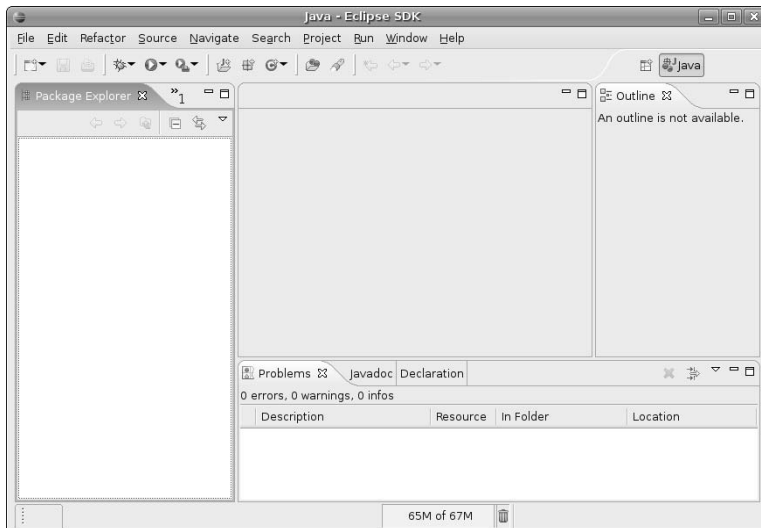 Java - Eclipse SDK
File Edit Refactor Source Navigate Search Project Run Window Help
Java
Package Explorer
»1
Outline
An outline is not available.
Problems Javadoc Declaration
0 errors, 0 warnings, 0 infos
Description Resource In Folder Location
65M of 67M